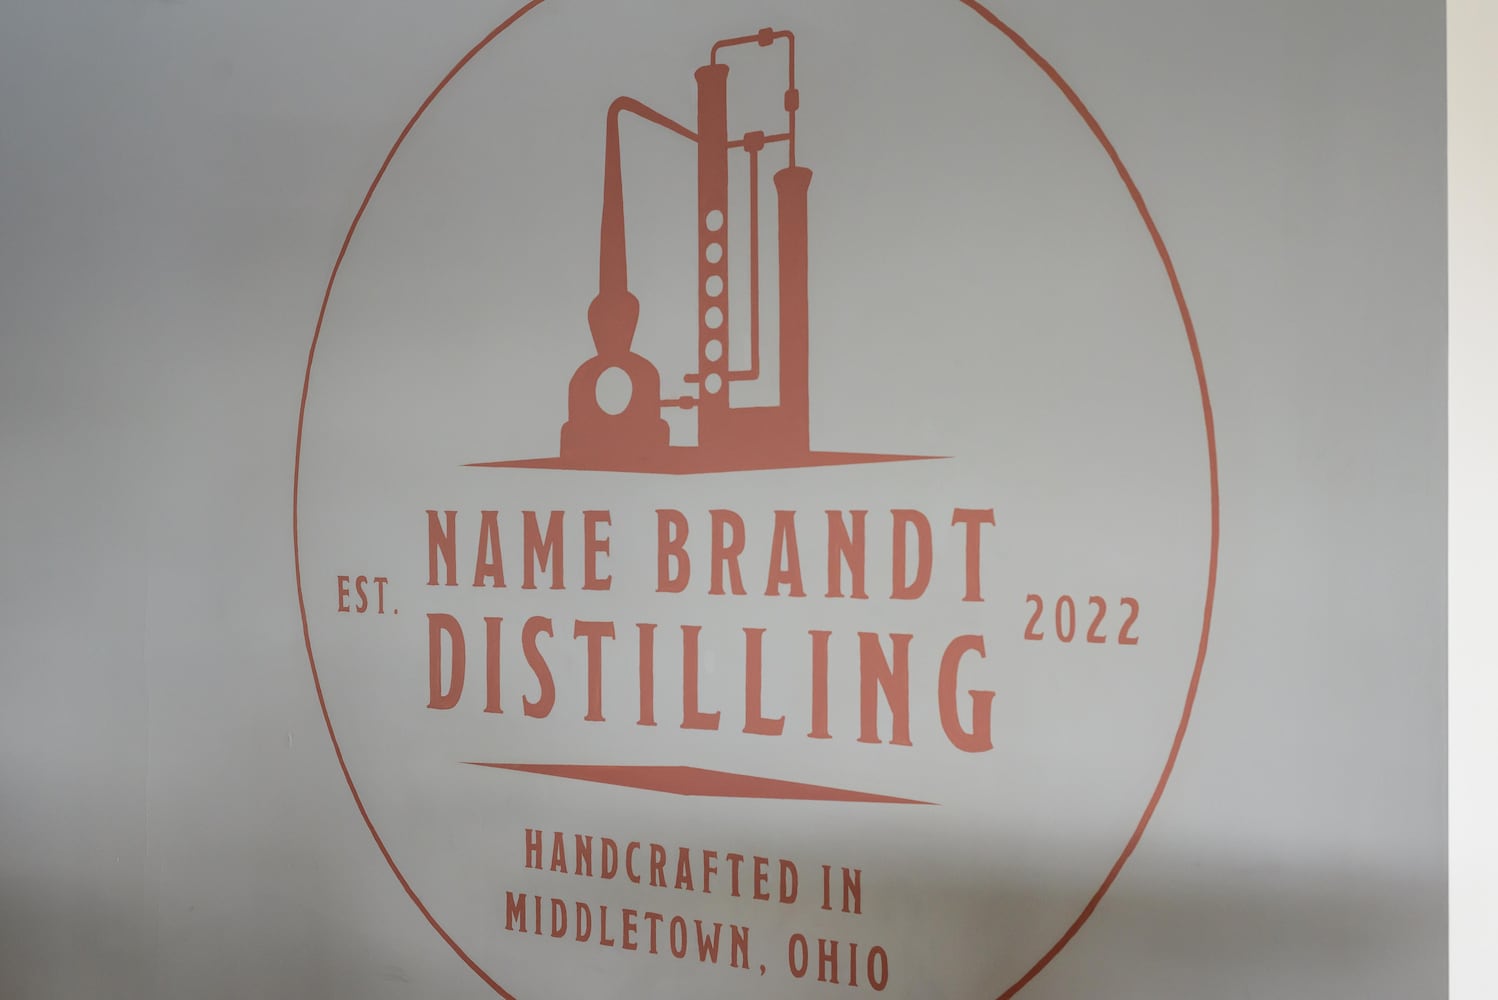 NAME BRANDT
EST.
DISTILLING
2022
HANDCRAFTED IN
MIDDLETOWN, OHIO